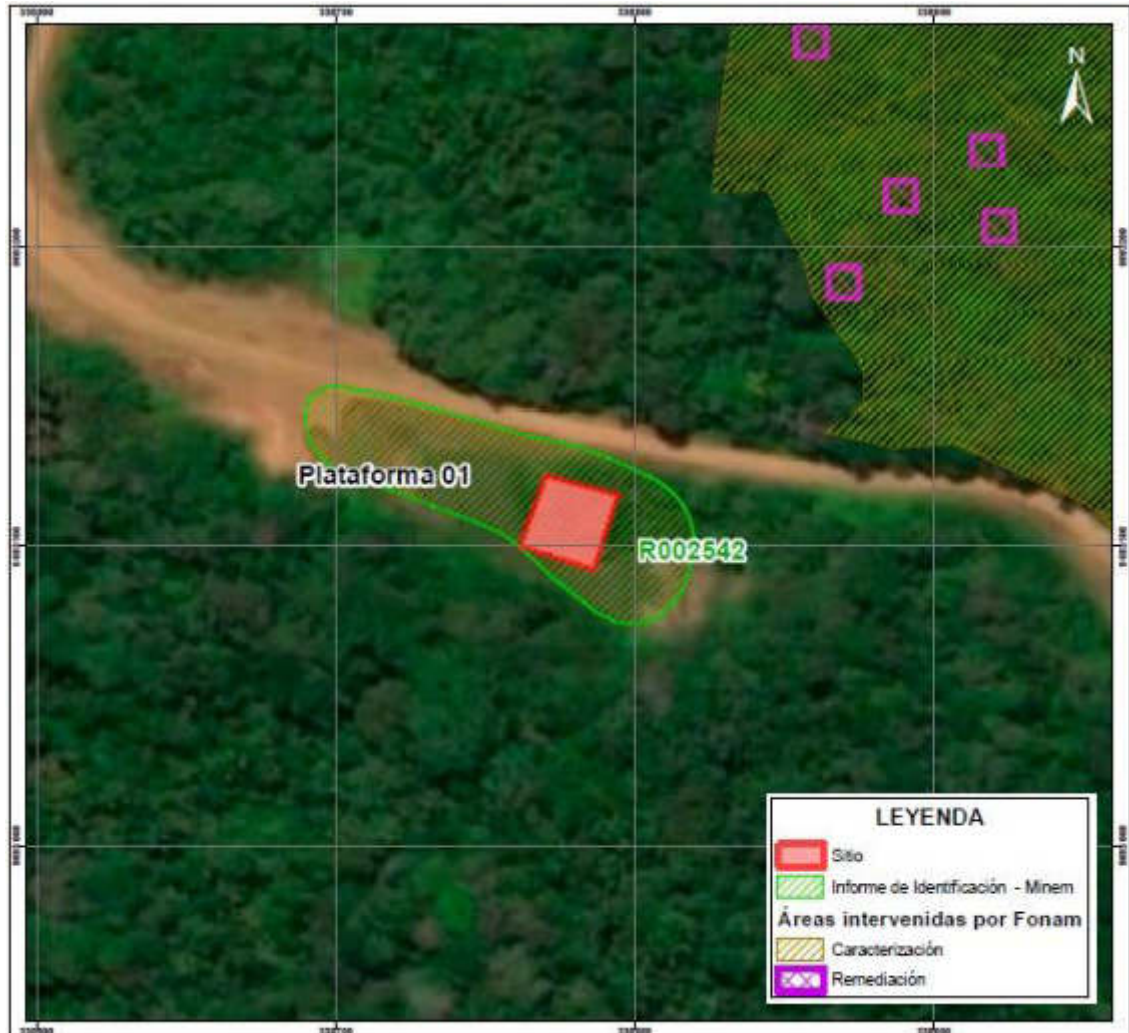 N
Plataforma 01
R002542
LEYENDA
Sitio
Informe de Identificación - Minem
Áreas intervenidas por Fonam
Caracterización
Remediación